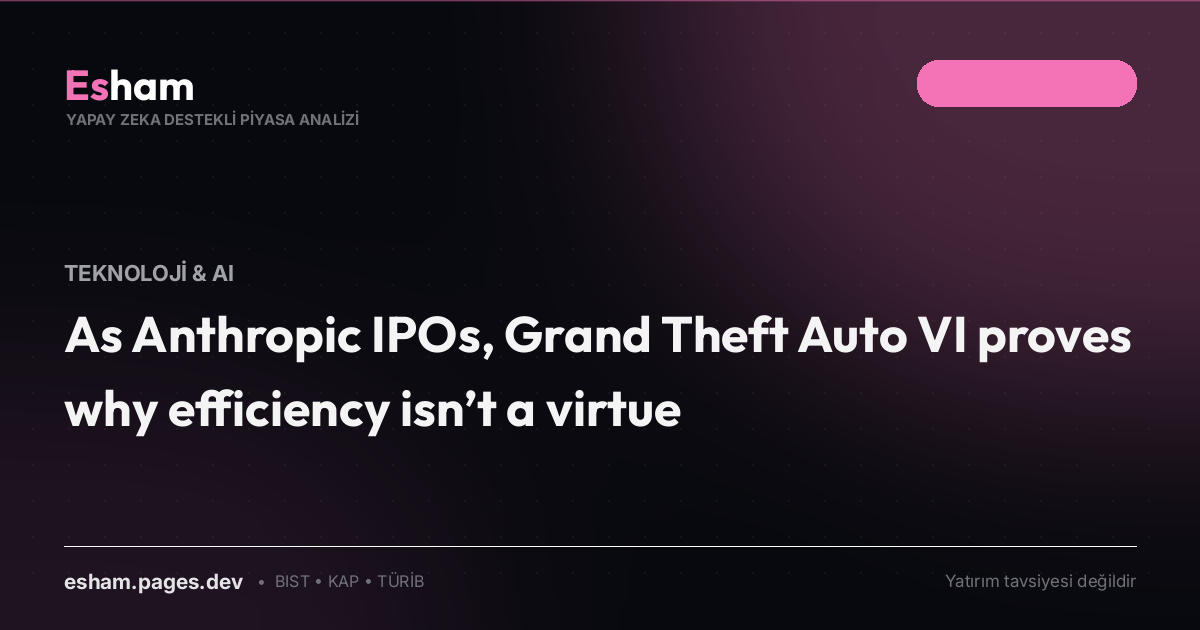 Esham
YAPAY ZEKA DESTEKLİ PİYASA ANALİZİ
TEKNOLOJİ & AI
As Anthropic IPOs, Grand Theft Auto VI proves
why efficiency isn’t a virtue
esham.pages.dev • BIST • KAP • TÜRİB
Yatırım tavsiyesi değildir